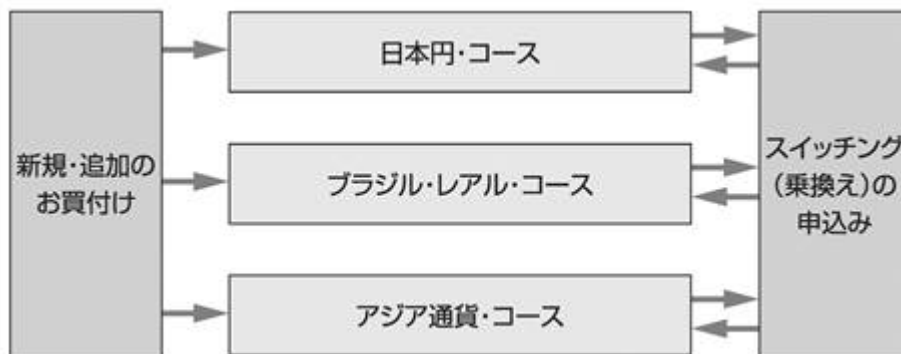 新規・追加の
お買付け
日本円・コース
ブラジル・レアル・コース
アジア通貨・コース
スイッチング
(乗換え)の
申込み